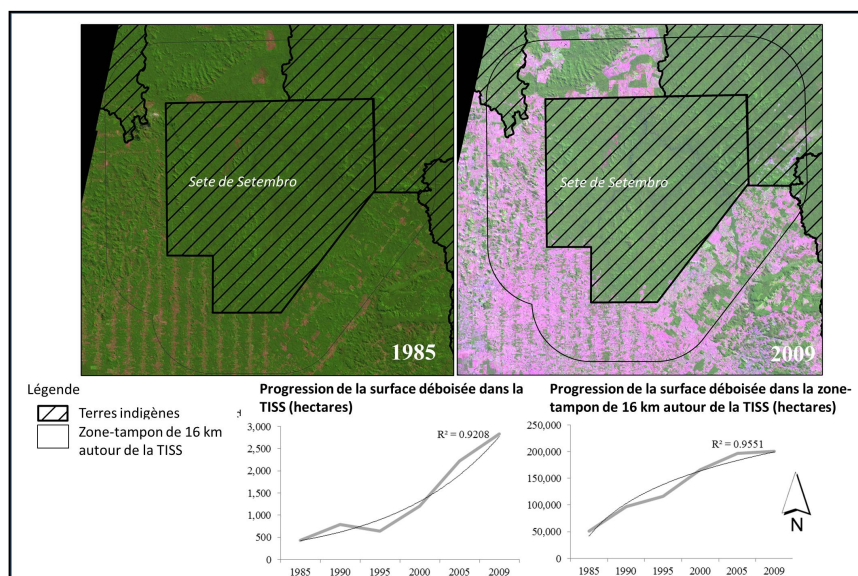 Sete de Setembro
1985
Sete de Setembro
2009
Légende
Terres indigènes
Zone-tampon de 16 km
autour de la TISS
Progression de la surface déboisée dans la
TISS (hectares)
3,000
2,500
2,000
1,500
1,000
500
0
R² = 0.9208
1985 1990 1995 2000 2005 2009
Progression de la surface déboisée dans la zone-
tampon de 16 km autour de la TISS (hectares)
250,000
200,000
150,000
100,000
50,000
0
R² = 0.9551
1985 1990 1995 2000 2005 2009
N